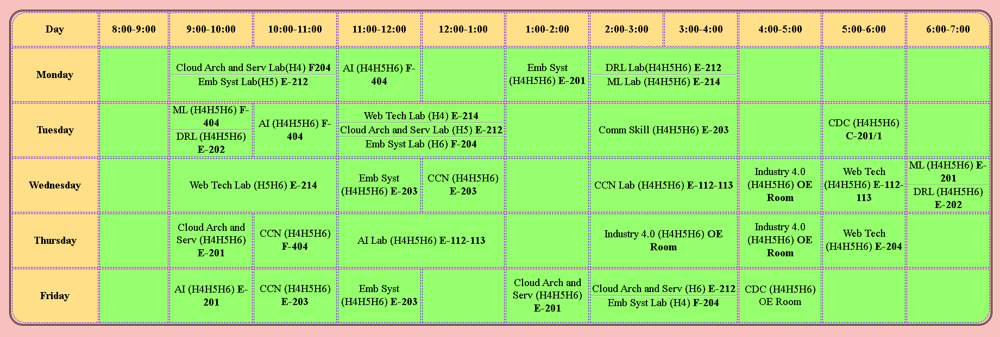 Day 8:00-9:00 9:00-10:00 10:00-11:00 11:00-12:00 12:00-1:00 1:00-2:00 2:00-3:00 3:00-4:00 4:00-5:00 5:00-6:00 6:00-7:00
Monday
Cloud Arch and Serv Lab(H4) F204
Emb Syst Lab(H5) E-212
AI (H4H5H6) F-
404
Emb Syst
(H4H5H6) E-201
DRL Lab(H4H5H6) E-212
ML Lab (H4H5H6) E-214
Tuesday
ML (H4H5H6) F-
404
DRL (H4H5H6)
E-202
AI (H4H5H6) F-
404
Web Tech Lab (H4) E-214
Cloud Arch and Serv Lab (H5) E-212
Emb Syst Lab (H6) F-204
Comm Skill (H4H5H6) E-203
CDC (H4H5H6)
C-201/1
Wednesday
Web Tech Lab (H5H6) E-214
Emb Syst
(H4H5H6) E-203
CCN (H4H5H6)
E-203
CCN Lab (H4H5H6) E-112-113
Industry 4.0
(H4H5H6) OE
Room
Web Tech
(H4H5H6) E-112-
113
ML (H4H5H6) E-
201
DRL (H4H5H6)
E-202
Thursday
Cloud Arch and
Serv (H4H5H6)
E-201
CCN (H4H5H6)
F-404
AI Lab (H4H5H6) E-112-113
Industry 4.0 (H4H5H6) OE
Room
Industry 4.0
(H4H5H6) OE
Room
Web Tech
(H4H5H6) E-204
Friday
AI (H4H5H6) E-
201
CCN (H4H5H6)
E-203
Emb Syst
(H4H5H6) E-203
Cloud Arch and
Serv (H4H5H6)
E-201
Cloud Arch and Serv (H6) E-212
Emb Syst Lab (H4) F-204
CDC (H4H5H6)
OE Room